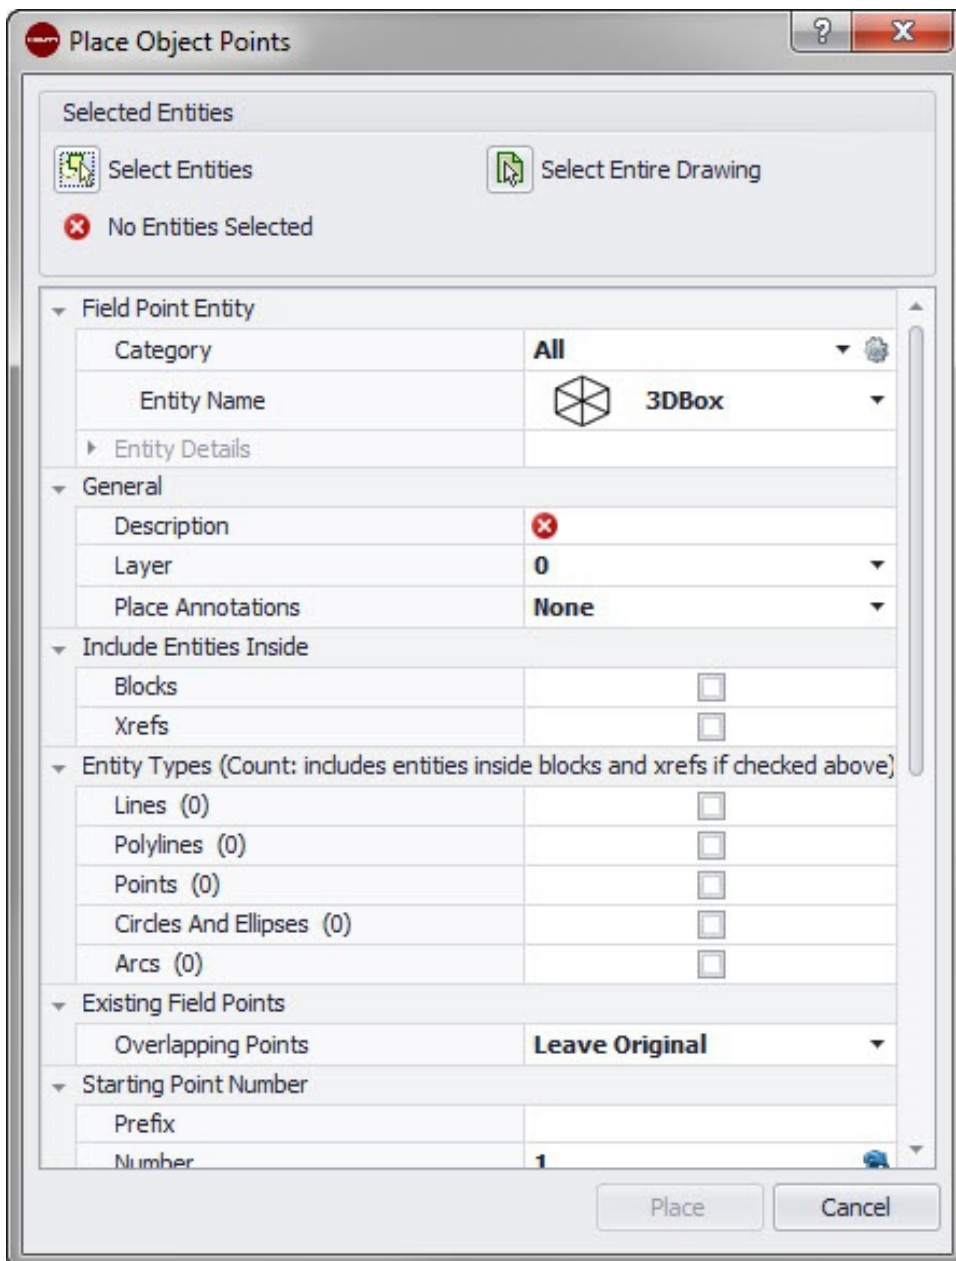 Place Object Points
Selected Entities
Select Entities
Select Entire Drawing
No Entities Selected
Field Point Entity
Category All
Entity Name 3DBox
Entity Details
General
Description
Layer 0
Place Annotations None
Include Entities Inside
Blocks
Xrefs
Entity Types (Count: includes entities inside blocks and xrefs if checked above)
Lines (0)
Polylines (0)
Points (0)
Circles And Ellipses (0)
Arcs (0)
Existing Field Points
Overlapping Points Leave Original
Starting Point Number
Prefix
Number 1
Place Cancel